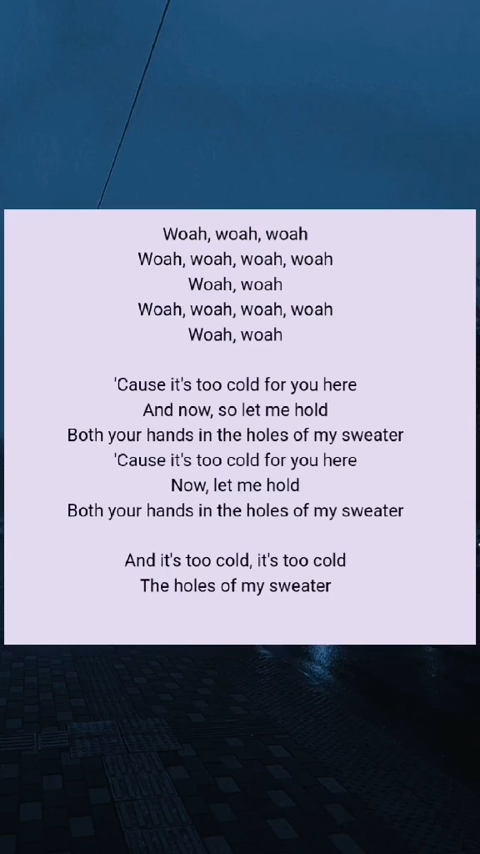 Woah, woah, woah
Woah, woah, woah, woah
Woah, woah
Woah, woah, woah, woah
Woah, woah
'Cause it's too cold for you here
And now, so let me hold
Both your hands in the holes of my sweater
'Cause it's too cold for you here
Now, let me hold
Both your hands in the holes of my sweater
And it's too cold, it's too cold
The holes of my sweater